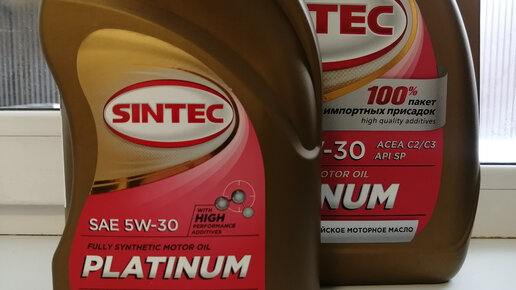 SINTEC
SAE 5W-30
WITH
HIGH
PERFORMANCE
ADDITIVES
FULLY SYNTHETIC MOTOR OIL
PLATINUM
NTEC
100% пакет
импортных присадок
high quality additives
-30
ACEA C2/C3
API SP
MOTOR OIL
NUM
ЙСКОЕ МОТОРНОЕ МАСЛО